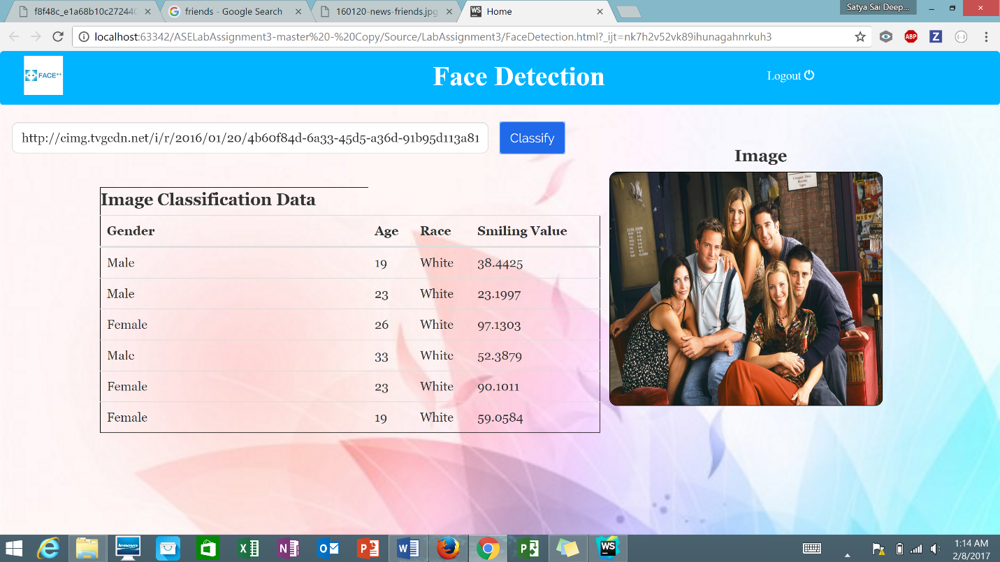 f8f48c_e1a68b10c272440
friends - Google Search
160120-news-friends.jpg
Home
Satya Sai Deep...
localhost:63342/ASELabAssignment3-master%20-%20Copy/Source/LabAssignment3/FaceDetection.html?_ijt=nk7h2v52vk89ihunagahnrkuh3
ABP
Z
FACE++
Face Detection
Logout
http://cimg.tvgcdn.net/i/r/2016/01/20/4b60f84d-6a33-45d5-a36d-91b95d113a81
Classify
Image
Image Classification Data
Gender Age Race Smiling Value
Male 19 White 38.4425
Male 23 White 23.1997
Female 26 White 97.1303
Male 33 White 52.3879
Female 23 White 90.1011
Female 19 White 59.0584
lenovo
WS
1:14 AM
2/8/2017